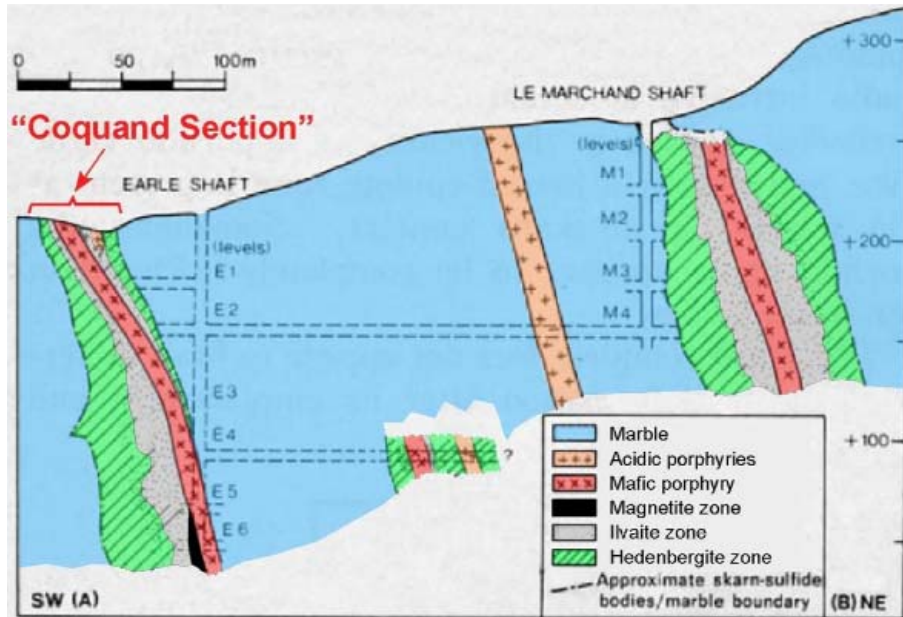 0 50 100m
"Coquand Section"
EARLE SHAFT
LE MARCHAND SHAFT
+300
+200
+100
(levels)
E1
E2
E3
E4
E5
E6
(levels)
M1
M2
M3
M4
?
Marble
Acidic porphyries
Mafic porphyry
Magnetite zone
Ilvaite zone
Hedenbergite zone
Approximate skarn-sulfide
bodies/marble boundary
SW (A)
(B) NE